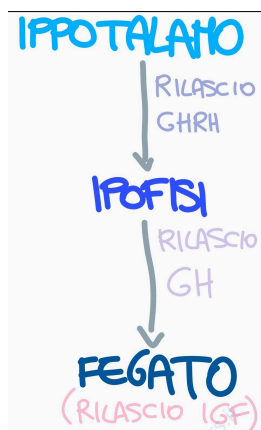 IPPOTALAMO
RILASCIO
GHRH
IPOFISI
RILASCIO
GH
FEGATO
(RILASCIO IGF)